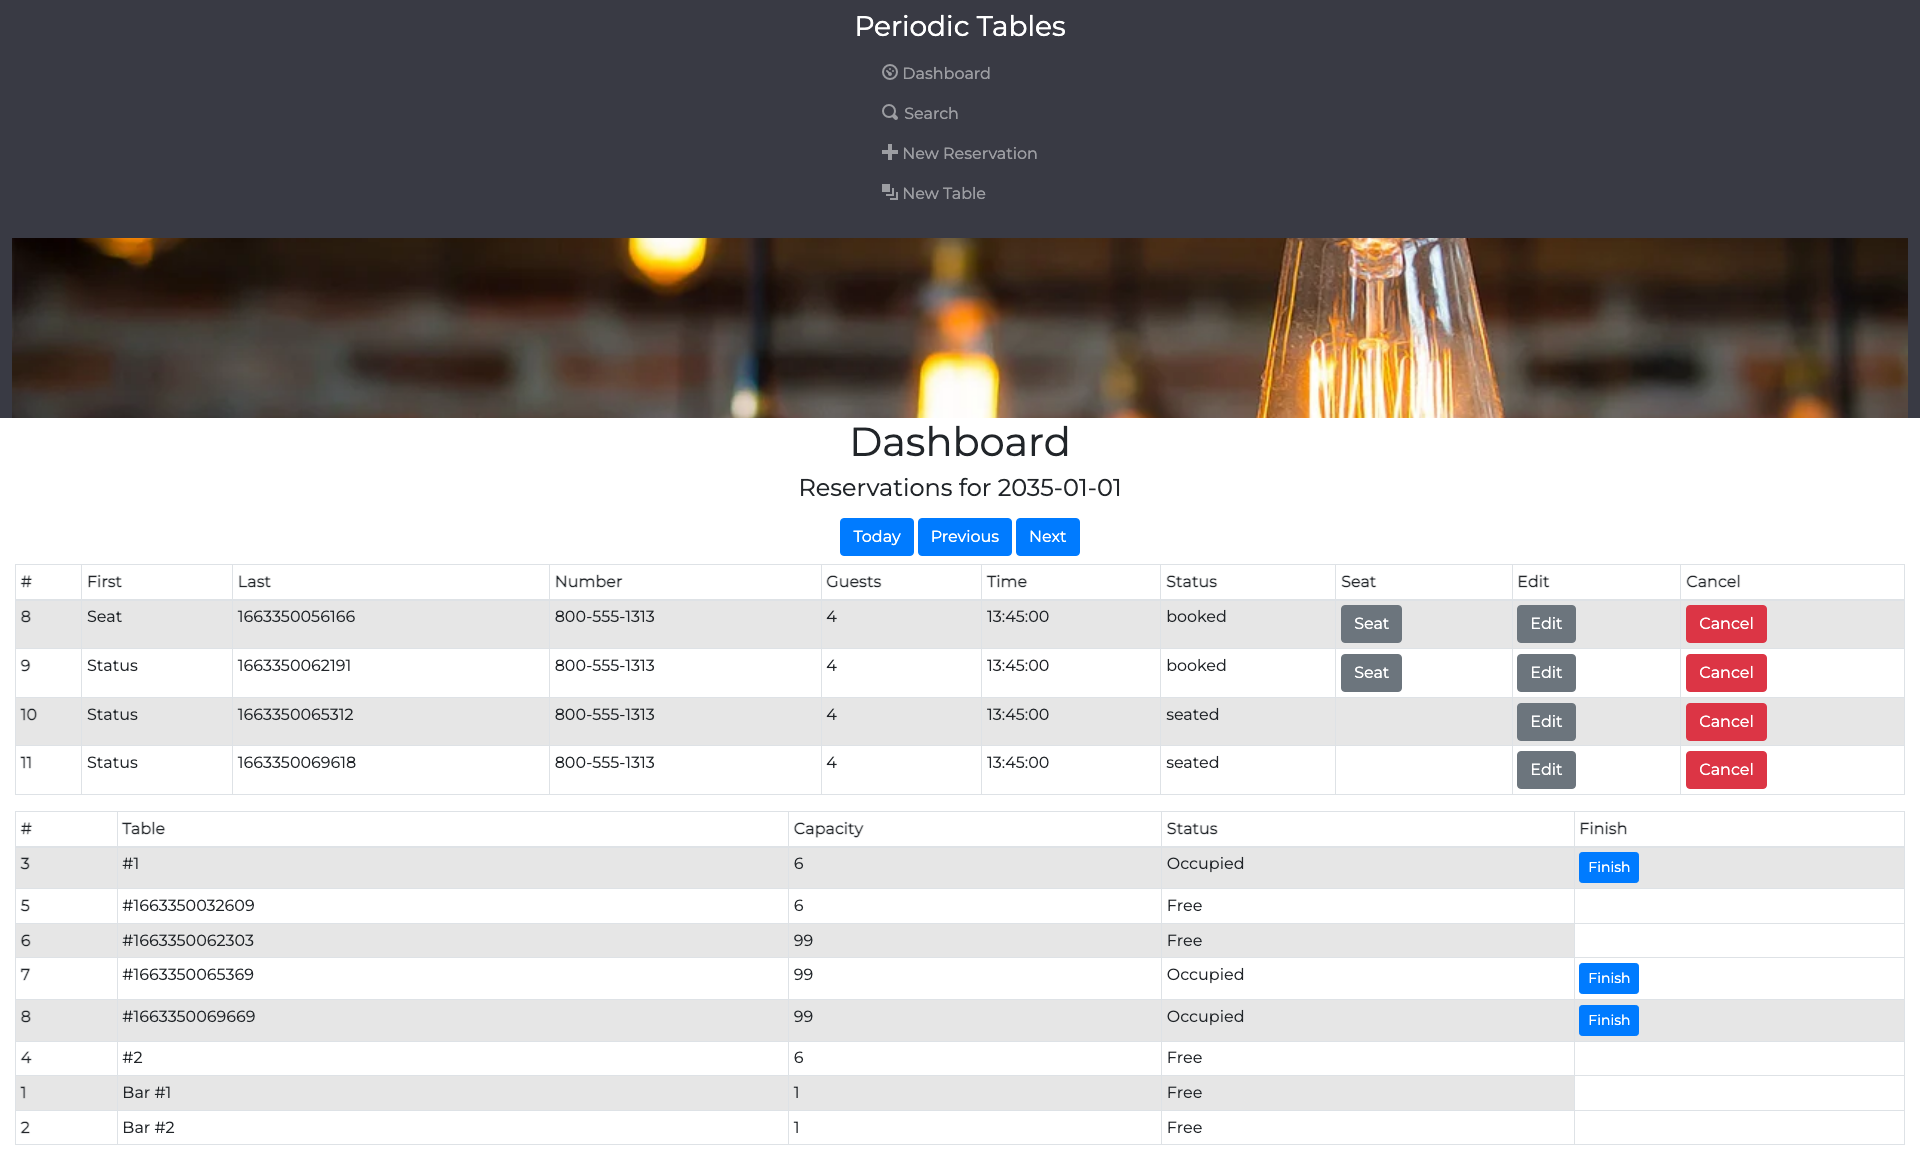 Periodic Tables
Dashboard
Search
New Reservation
New Table
Dashboard
Reservations for 2035-01-01
Today Previous Next
# First Last Number Guests Time Status Seat Edit Cancel
8 Seat 1663350056166 800-555-1313 4 13:45:00 booked Seat Edit Cancel
9 Status 1663350062191 800-555-1313 4 13:45:00 booked Seat Edit Cancel
10 Status 1663350065312 800-555-1313 4 13:45:00 seated Edit Cancel
11 Status 1663350069618 800-555-1313 4 13:45:00 seated Edit Cancel
# Table Capacity Status Finish
3 #1 6 Occupied Finish
5 #1663350032609 6 Free
6 #1663350062303 99 Free
7 #1663350065369 99 Occupied Finish
8 #1663350069669 99 Occupied Finish
4 #2 6 Free
1 Bar #1 1 Free
2 Bar #2 1 Free